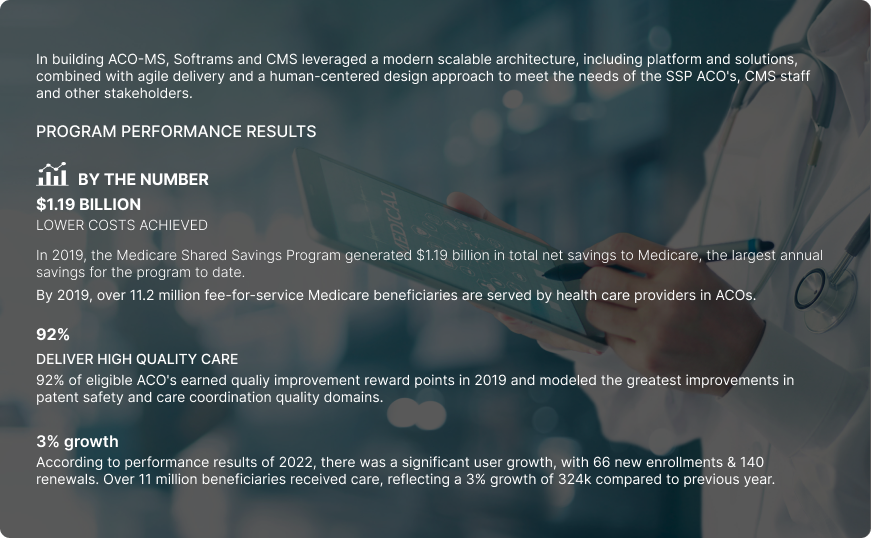 In building ACO-MS, Softrams and CMS leveraged a modern scalable architecture, including platform and solutions,
combined with agile delivery and a human-centered design approach to meet the needs of the SSP ACO's, CMS staff
and other stakeholders.
PROGRAM PERFORMANCE RESULTS
BY THE NUMBER
$1.19 BILLION
LOWER COSTS ACHIEVED
In 2019, the Medicare Shared Savings Program generated $1.19 billion in total net savings to Medicare, the largest annual
savings for the program to date.
By 2019, over 11.2 million fee-for-service Medicare beneficiaries are served by health care providers in ACOs.
92%
DELIVER HIGH QUALITY CARE
92% of eligible ACO's earned qualiy improvement reward points in 2019 and modeled the greatest improvements in
patent safety and care coordination quality domains.
3% growth
According to performance results of 2022, there was a significant user growth, with 66 new enrollments & 140
renewals. Over 11 million beneficiaries received care, reflecting a 3% growth of 324k compared to previous year.
MEDICAL